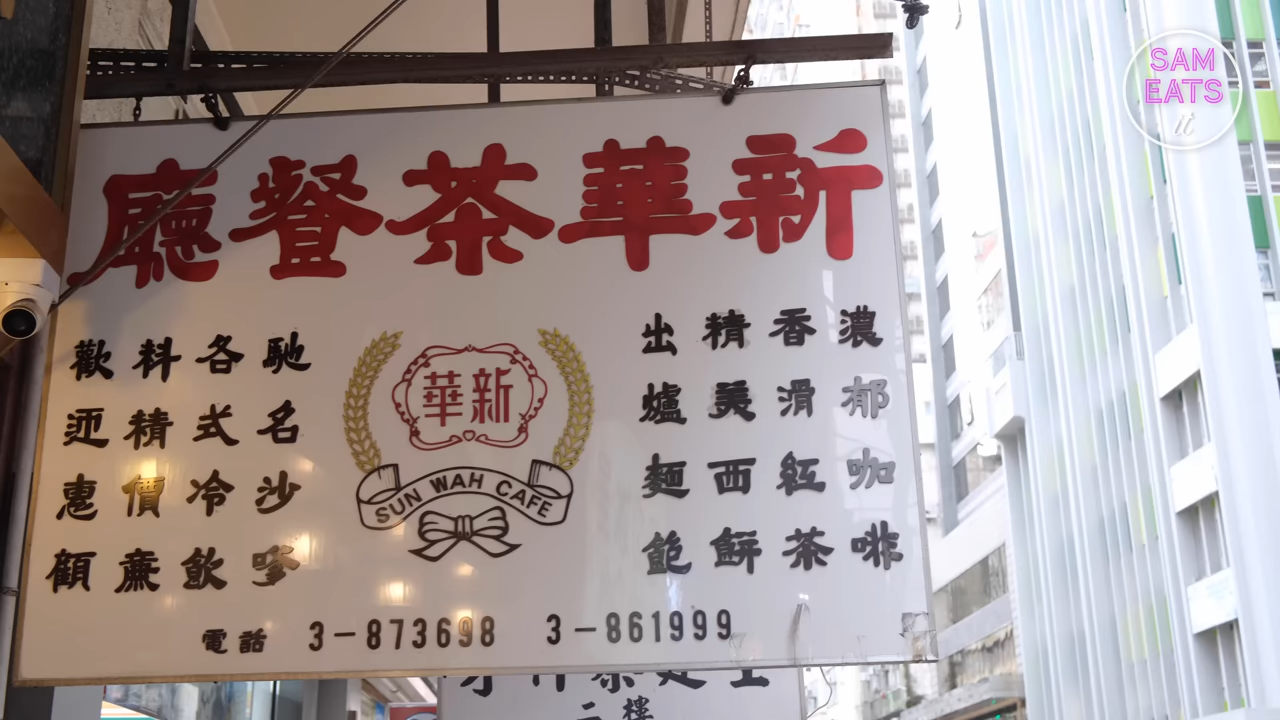 SAM
EATS
it
新華茶餐廳
濃郁咖啡
香滑紅茶
精美西餅
出爐麵飽
新華
SUN WAH CAFE
馳名沙爹
各式冷飲
料精價廉
歡迎惠顧
電話 3-873698 3-861999
二樓